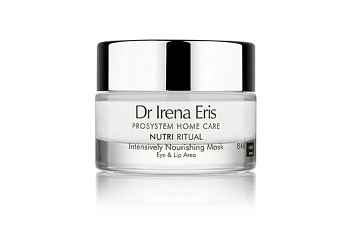 Dr Irena Eris
PROSYSTEM HOME CARE
NUTRI RITUAL
Intensively Nourishing Mask
Eye & Lip Area